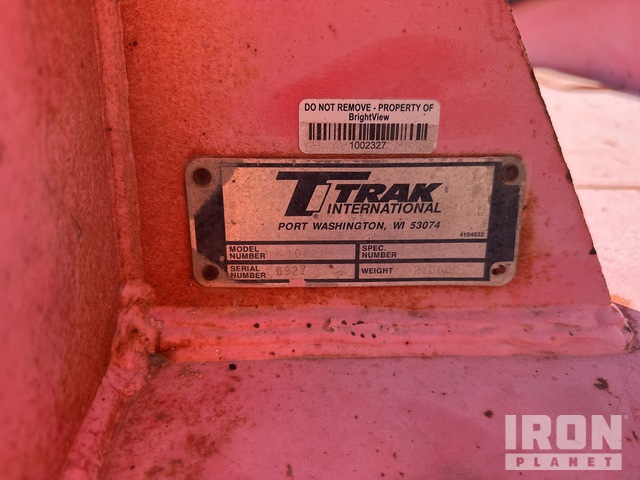 DO NOT REMOVE - PROPERTY OF
BrightView
1002327
TRAK
INTERNATIONAL
PORT WASHINGTON, WI 53074
4104032
MODEL NUMBER
SPEC. NUMBER
SERIAL NUMBER 6927
WEIGHT
IRON
PLANET